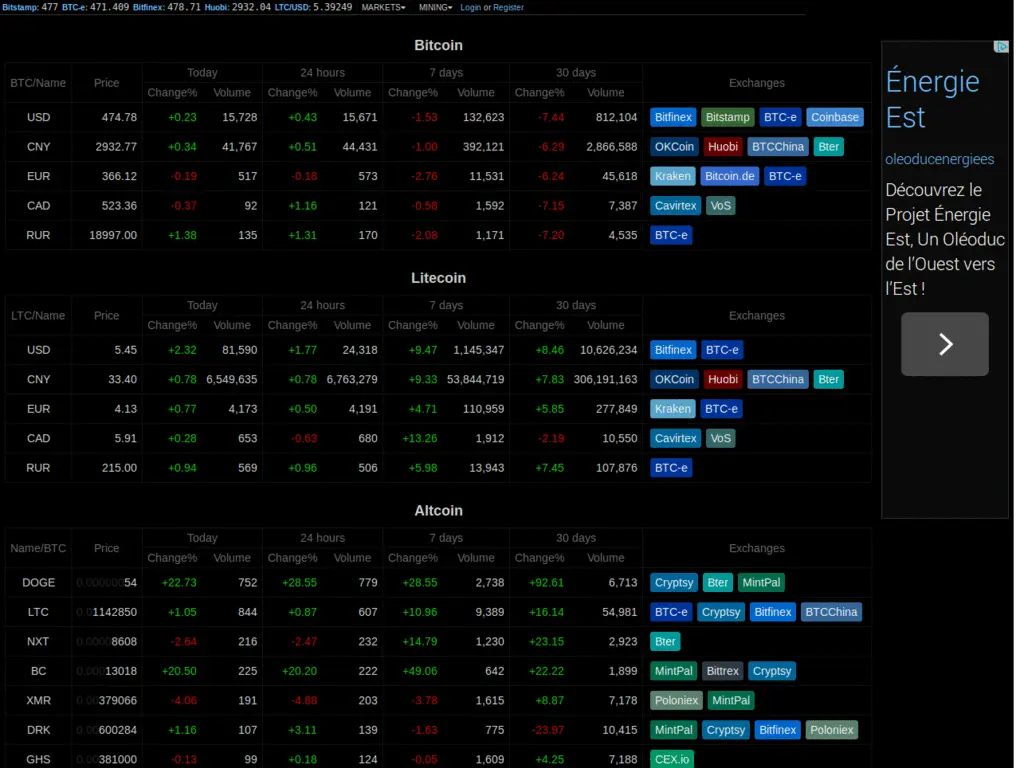 Bitstamp: 477 BTC-e: 471.409 Bitfinex: 478.71 Huobi: 2932.04 LTC/USD: 5.39249 MARKETS▾ MINING▾ Login or Register
Bitcoin
BTC/Name Price Today 24 hours 7 days 30 days Exchanges
Change% Volume Change% Volume Change% Volume Change% Volume
USD 474.78 +0.23 15,728 +0.43 15,671 -1.53 132,623 -7.44 812,104 Bitfinex Bitstamp BTC-e Coinbase
CNY 2932.77 +0.34 41,767 +0.51 44,431 -1.00 392,121 -6.29 2,866,588 OKCoin Huobi BTCChina Bter
EUR 366.12 -0.19 517 -0.18 573 -2.76 11,531 -6.24 45,618 Kraken Bitcoin.de BTC-e
CAD 523.36 -0.37 92 +1.16 121 -0.58 1,592 -7.15 7,387 Cavirtex VoS
RUR 18997.00 +1.38 135 +1.31 170 -2.08 1,171 -7.20 4,535 BTC-e
Litecoin
LTC/Name Price Today 24 hours 7 days 30 days Exchanges
Change% Volume Change% Volume Change% Volume Change% Volume
USD 5.45 +2.32 81,590 +1.77 24,318 +9.47 1,145,347 +8.46 10,626,234 Bitfinex BTC-e
CNY 33.40 +0.78 6,549,635 +0.78 6,763,279 +9.33 53,844,719 +7.83 306,191,163 OKCoin Huobi BTCChina Bter
EUR 4.13 +0.77 4,173 +0.50 4,191 +4.71 110,959 +5.85 277,849 Kraken BTC-e
CAD 5.91 +0.28 653 -0.63 680 +13.26 1,912 -2.19 10,550 Cavirtex VoS
RUR 215.00 +0.94 569 +0.96 506 +5.98 13,943 +7.45 107,876 BTC-e
Altcoin
Name/BTC Price Today 24 hours 7 days 30 days Exchanges
Change% Volume Change% Volume Change% Volume Change% Volume
DOGE 0.00000054 +22.73 752 +28.55 779 +28.55 2,738 +92.61 6,713 Cryptsy Bter MintPal
LTC 0.01142850 +1.05 844 +0.87 607 +10.96 9,389 +16.14 54,981 BTC-e Cryptsy Bitfinex BTCChina
NXT 0.00008608 -2.64 216 -2.47 232 +14.79 1,230 +23.15 2,923 Bter
BC 0.00013018 +20.50 225 +20.20 222 +49.06 642 +22.22 1,899 MintPal Bittrex Cryptsy
XMR 0.00379066 -4.06 191 -4.88 203 -3.78 1,615 +8.87 7,178 Poloniex MintPal
DRK 0.00600284 +1.16 107 +3.11 139 -1.63 775 -23.97 10,415 MintPal Cryptsy Bitfinex Poloniex
GHS 0.00381000 -0.13 99 +0.18 124 -0.05 1,609 +4.25 7,188 CEX.io
Énergie
Est
oleoducenergiees
Découvrez le
Projet Énergie
Est, Un Oléoduc
de l’Ouest vers
l’Est !